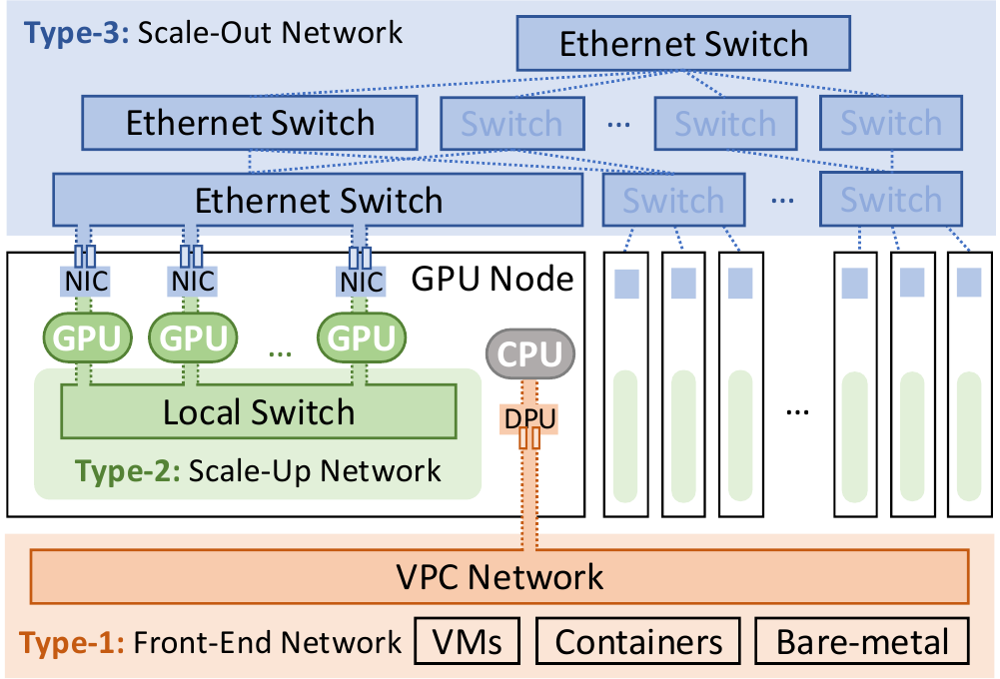 Type-3: Scale-Out Network
Ethernet Switch
Ethernet Switch
Switch
...
Switch
Switch
Ethernet Switch
Switch
...
Switch
NIC
NIC
NIC
GPU Node
GPU
GPU
...
GPU
CPU
Local Switch
DPU
...
Type-2: Scale-Up Network
VPC Network
Type-1: Front-End Network
VMs
Containers
Bare-metal